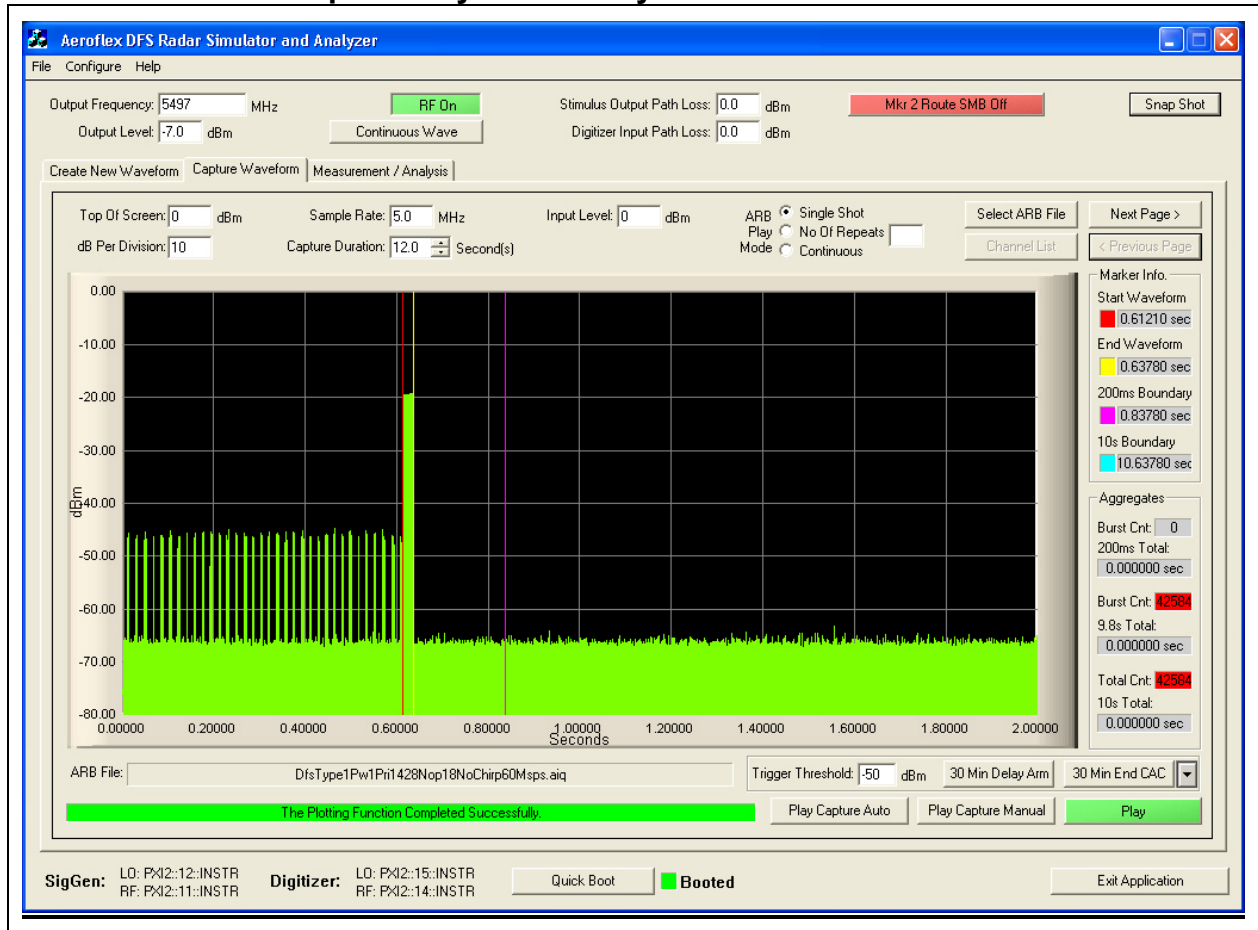 Aeroflex DFS Radar Simulator and Analyzer
File Configure Help
Output Frequency: 5497 MHz RF On Stimulus Output Path Loss: 0.0 dBm Mkr 2 Route SMB Off Snap Shot
Output Level: -7.0 dBm Continuous Wave Digitizer Input Path Loss: 0.0 dBm
Create New Waveform Capture Waveform Measurement / Analysis
Top Of Screen: 0 dBm Sample Rate: 5.0 MHz Input Level: 0 dBm ARB Play Mode Single Shot Select ARB File Next Page >
No Of Repeats
dB Per Division: 10 Capture Duration: 12.0 Second(s) Continuous Channel List < Previous Page
Marker Info.
Start Waveform
0.61210 sec
End Waveform
0.63780 sec
200ms Boundary
0.83780 sec
10s Boundary
10.63780 sec
Aggregates
Burst Cnt: 0
200ms Total:
0.000000 sec
Burst Cnt: 42584
9.8s Total:
0.000000 sec
Total Cnt: 42584
10s Total:
0.000000 sec
0.00
-10.00
-20.00
-30.00
-40.00
-50.00
-60.00
-70.00
-80.00
dBm
0.00000 0.20000 0.40000 0.60000 0.80000 1.00000 1.20000 1.40000 1.60000 1.80000 2.00000
Seconds
ARB File: DfsType1Pw1Pri1428Nop18NoChirp60Msps.aiq Trigger Threshold: -50 dBm 30 Min Delay Arm 30 Min End CAC
The Plotting Function Completed Successfully. Play Capture Auto Play Capture Manual Play
SigGen: LO: PXI2::12::INSTR Digitizer: LO: PXI2::15::INSTR Quick Boot Booted Exit Application
RF: PXI2::11::INSTR RF: PXI2::14::INSTR